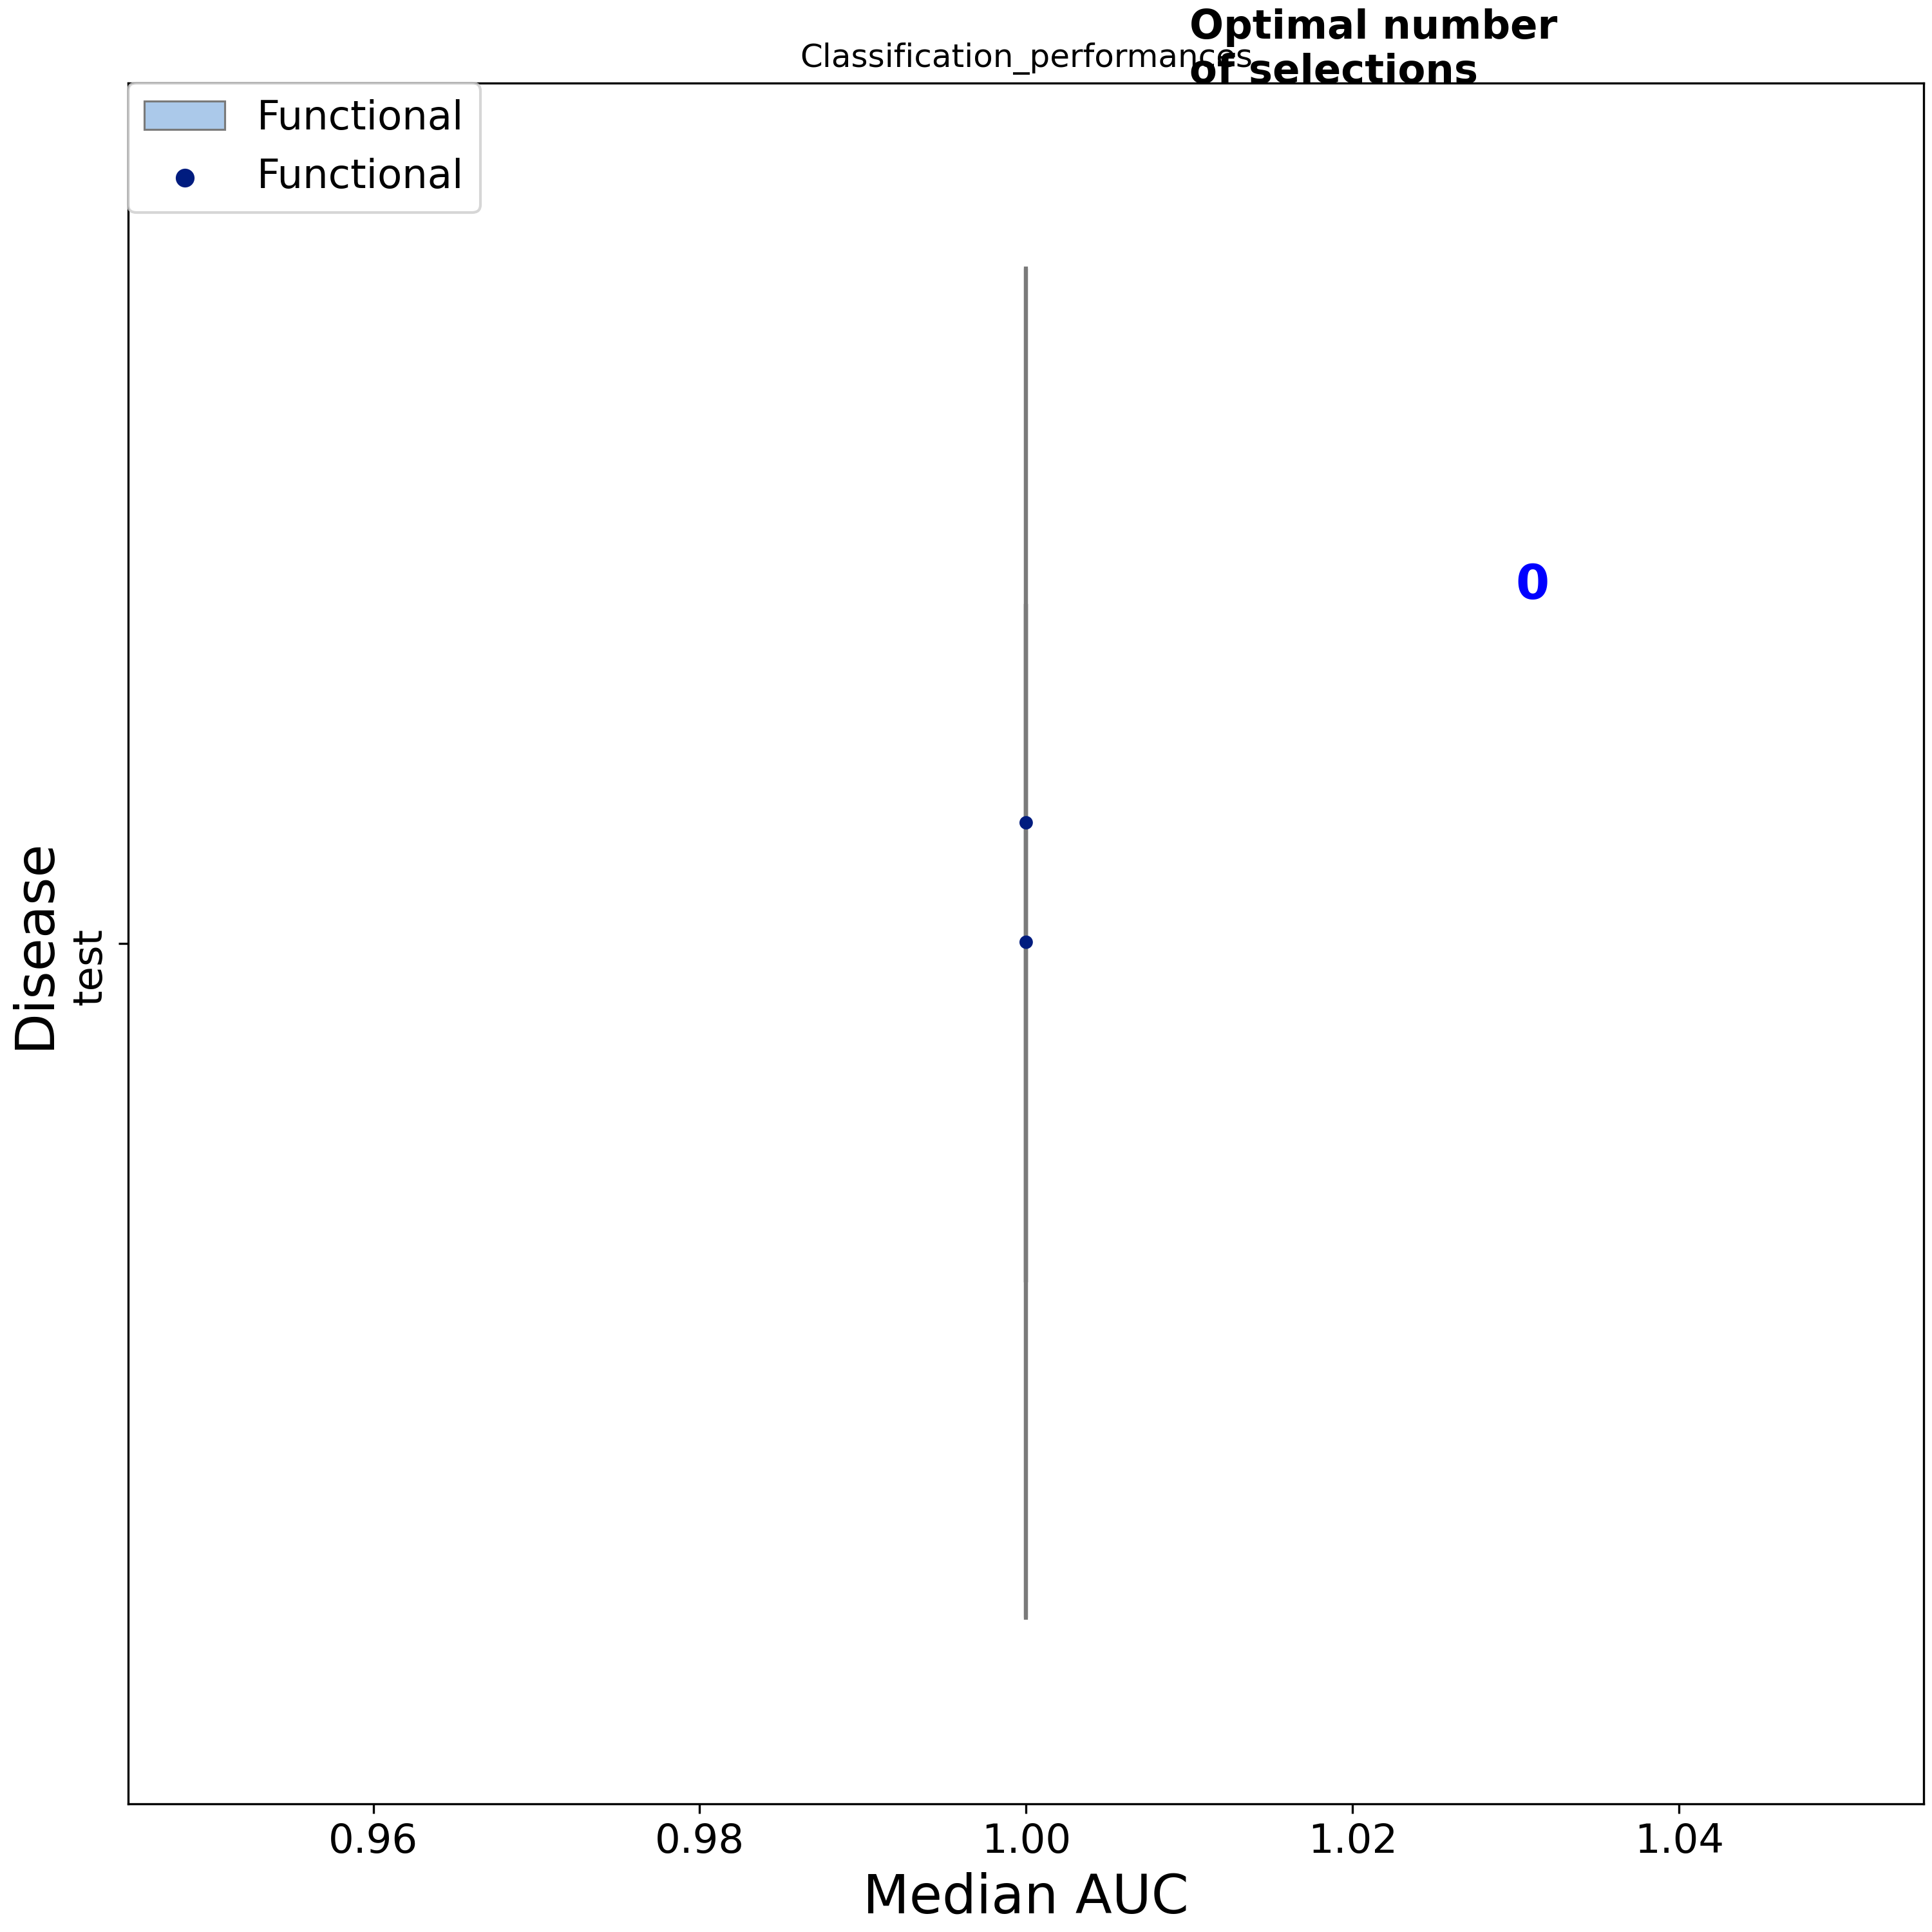 Optimal number
of selections
Classification_performances
Functional
Functional
0
Disease
test
0.96
0.98
1.00
1.02
1.04
Median AUC